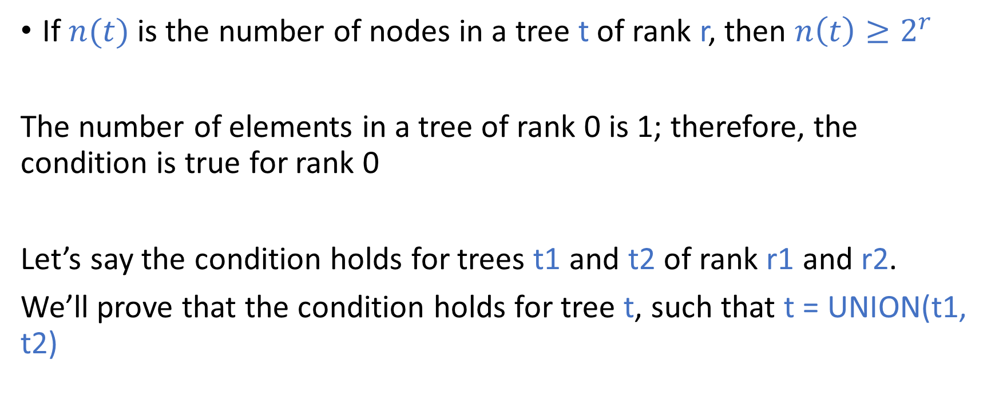 • If n(t) is the number of nodes in a tree t of rank r, then n(t) ≥ 2^r
The number of elements in a tree of rank 0 is 1; therefore, the
condition is true for rank 0
Let’s say the condition holds for trees t1 and t2 of rank r1 and r2.
We’ll prove that the condition holds for tree t, such that t = UNION(t1,
t2)